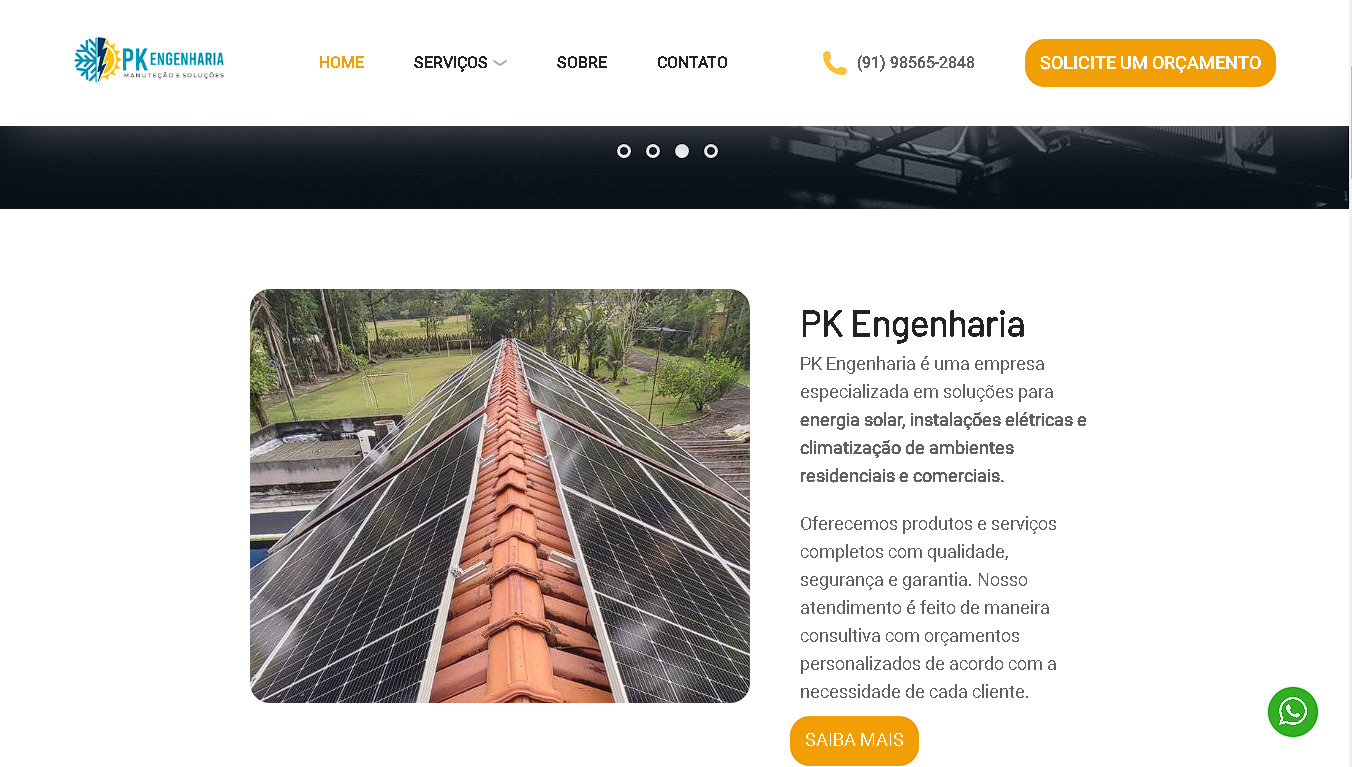 PK ENGENHARIA
MANUTEÇÃO E SOLUÇÕES
HOME
SERVIÇOS
SOBRE
CONTATO
(91) 98565-2848
SOLICITE UM ORÇAMENTO
PK Engenharia
PK Engenharia é uma empresa
especializada em soluções para
energia solar, instalações elétricas e
climatização de ambientes
residenciais e comerciais.
Oferecemos produtos e serviços
completos com qualidade,
segurança e garantia. Nosso
atendimento é feito de maneira
consultiva com orçamentos
personalizados de acordo com a
necessidade de cada cliente.
SAIBA MAIS